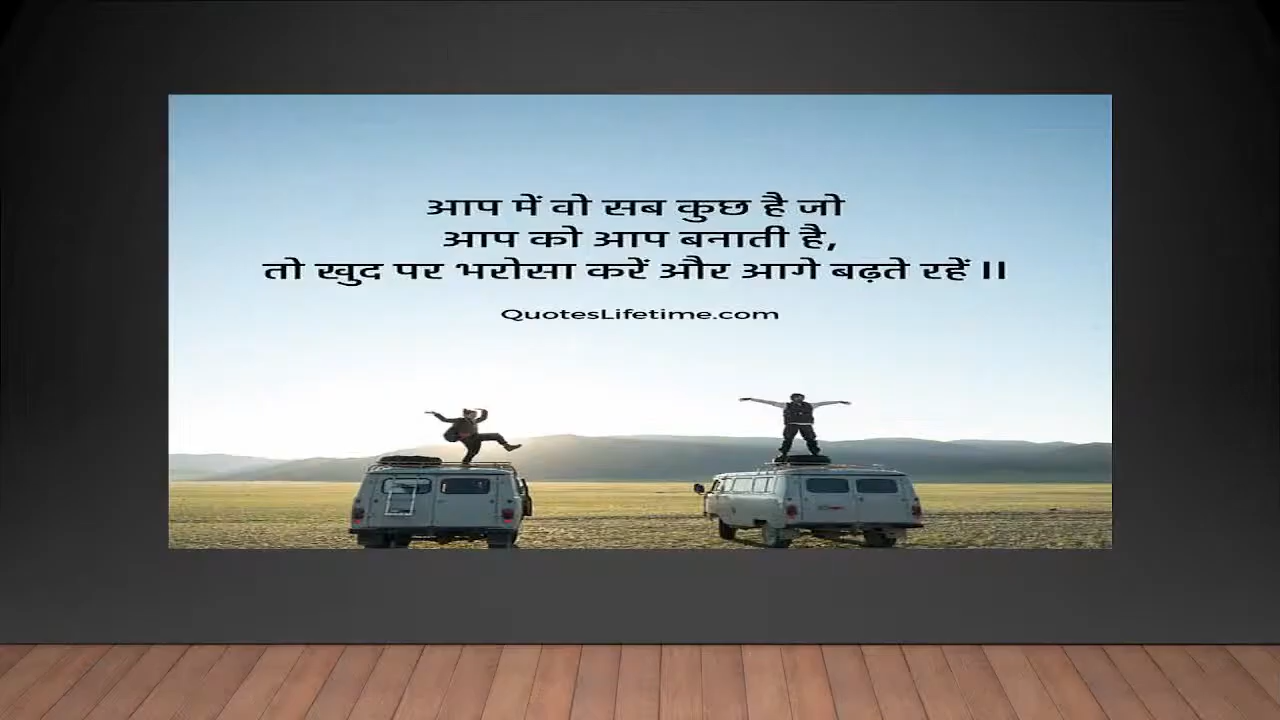 आप में वो सब कुछ है जो
आप को आप बनाती है,
तो खुद पर भरोसा करें और आगे बढ़ते रहें ।।
QuotesLifetime.com